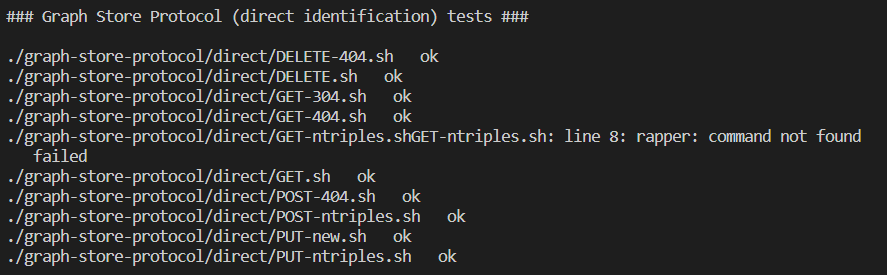 ### Graph Store Protocol (direct identification) tests ###
./graph-store-protocol/direct/DELETE-404.sh   ok
./graph-store-protocol/direct/DELETE.sh   ok
./graph-store-protocol/direct/GET-304.sh   ok
./graph-store-protocol/direct/GET-404.sh   ok
./graph-store-protocol/direct/GET-ntriples.shGET-ntriples.sh: line 8: rapper: command not found
   failed
./graph-store-protocol/direct/GET.sh   ok
./graph-store-protocol/direct/POST-404.sh   ok
./graph-store-protocol/direct/POST-ntriples.sh   ok
./graph-store-protocol/direct/PUT-new.sh   ok
./graph-store-protocol/direct/PUT-ntriples.sh   ok